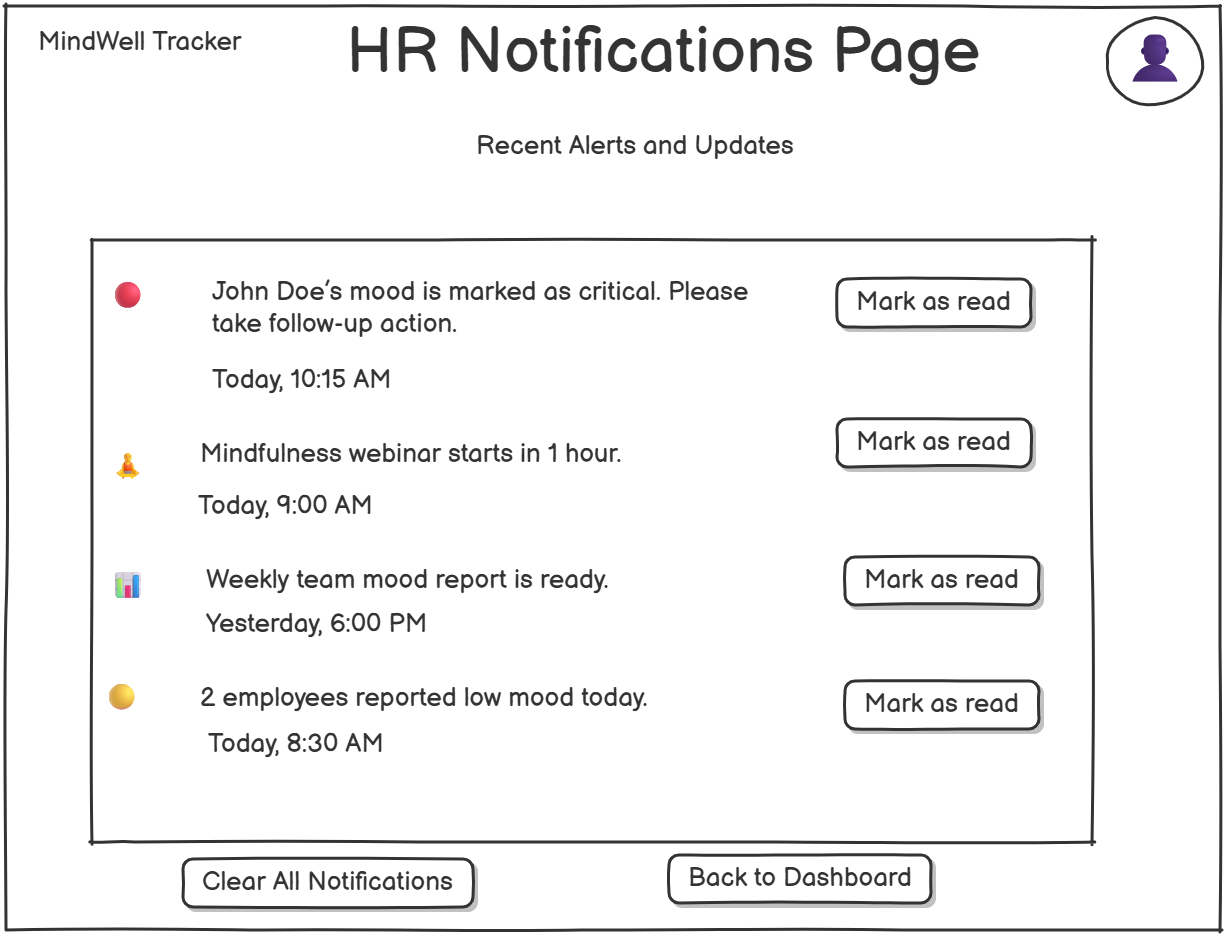 MindWell Tracker
HR Notifications Page
Recent Alerts and Updates
John Doe’s mood is marked as critical. Please
take follow-up action.
Mark as read
Today, 10:15 AM
Mindfulness webinar starts in 1 hour.
Mark as read
Today, 9:00 AM
Weekly team mood report is ready.
Mark as read
Yesterday, 6:00 PM
2 employees reported low mood today.
Mark as read
Today, 8:30 AM
Clear All Notifications
Back to Dashboard